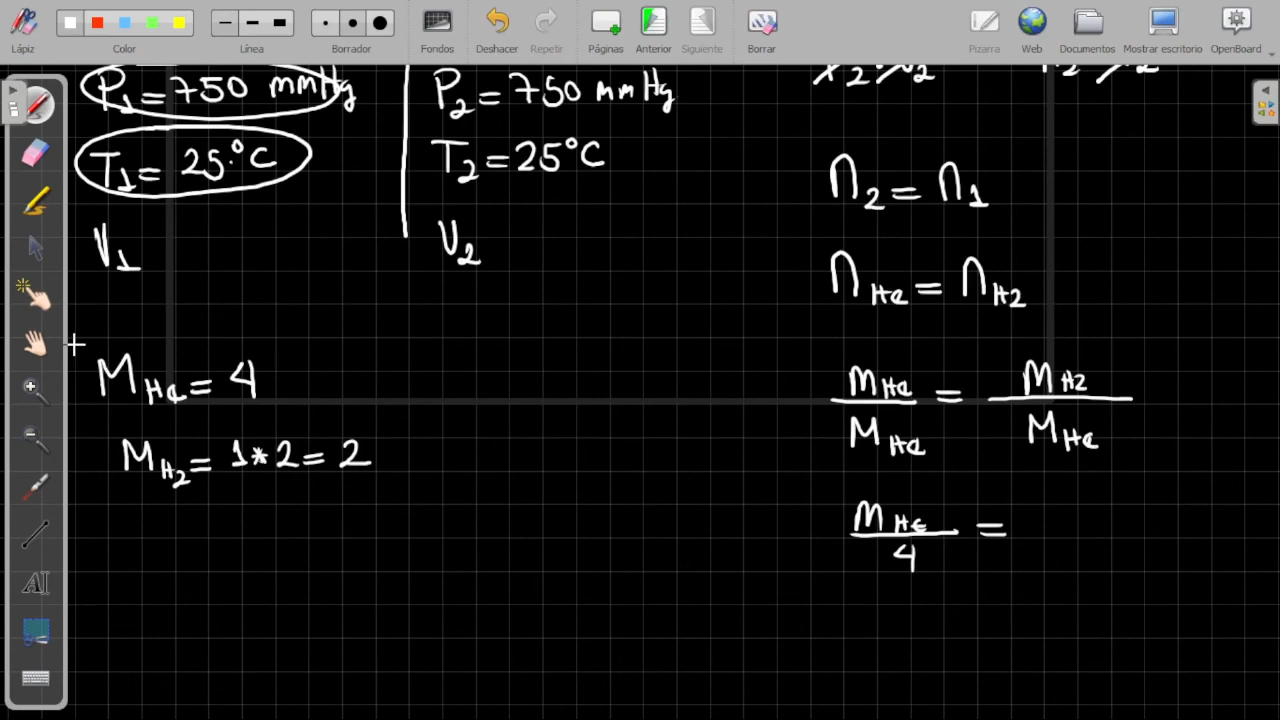 Lápiz Color Línea Borrador Fondos Deshacer Repetir Páginas Anterior Siguiente Borrar Pizarra Web Documentos Mostrar escritorio OpenBoard
P1 = 750 mmHg
T1 = 25°C
V1
P2 = 750 mmHg
T2 = 25°C
V2
MHe = 4
MH2 = 1*2 = 2
n2 = n1
nHe = nH2
mHe/MHe = mH2/MHe
mHe/4 =
AI